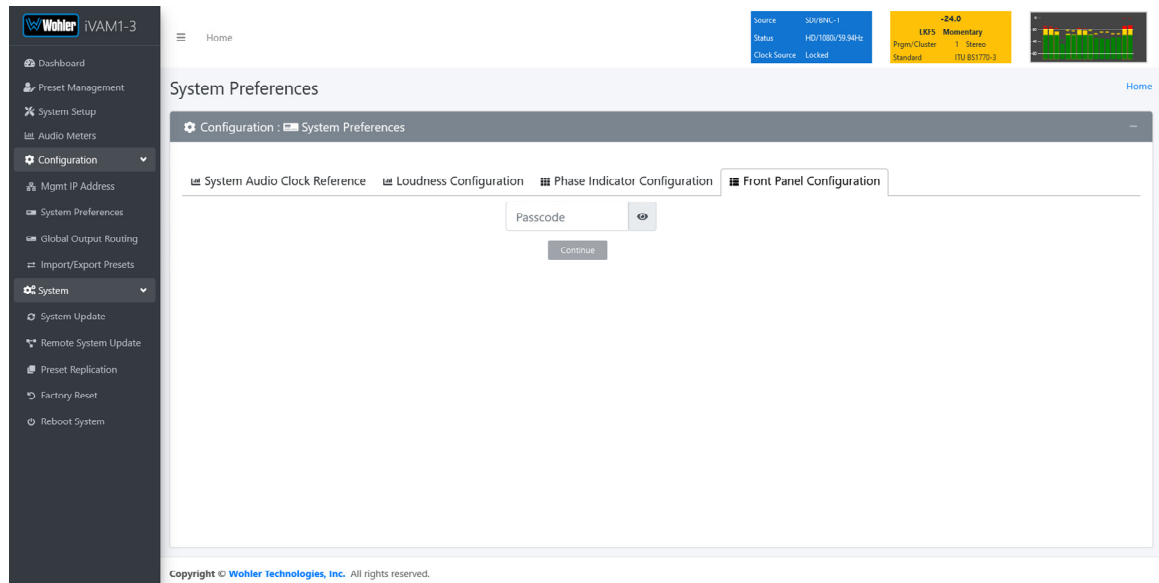 Wohler iVAM1-3
Dashboard
Preset Management
System Setup
Audio Meters
Configuration
Mgmt IP Address
System Preferences
Global Output Routing
Import/Export Presets
System
System Update
Remote System Update
Preset Replication
Factory Reset
Reboot System
Home
Source SDI/BNC-1
Status HD/1080i/59.94Hz
Clock Source Locked
-24.0
LKFS Momentary
Prgm/Cluster 1 Stereo
Standard ITU BS1770-3
System Preferences
Home
Configuration : System Preferences
System Audio Clock Reference Loudness Configuration Phase Indicator Configuration Front Panel Configuration
Passcode
Continue
Copyright © Wohler Technologies, Inc. All rights reserved.